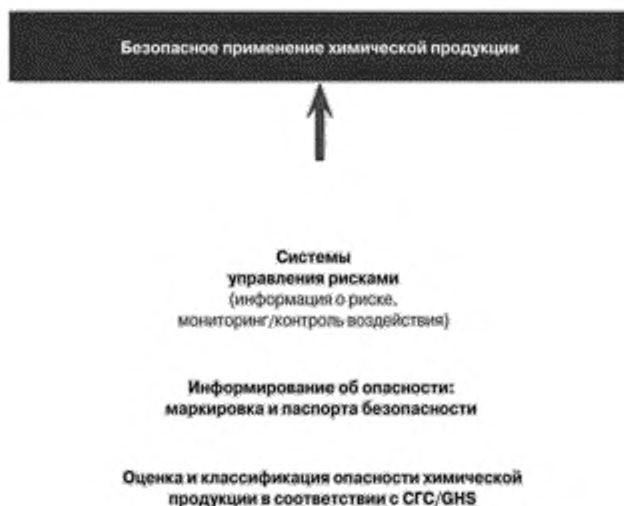 Безопасное применение химической продукции
Системы
управления рисками
(информация о риске,
мониторинг/контроль воздействия)
Информирование об опасности:
маркировка и паспорта безопасности
Оценка и классификация опасности химической
продукции в соответствии с СГС/GHS